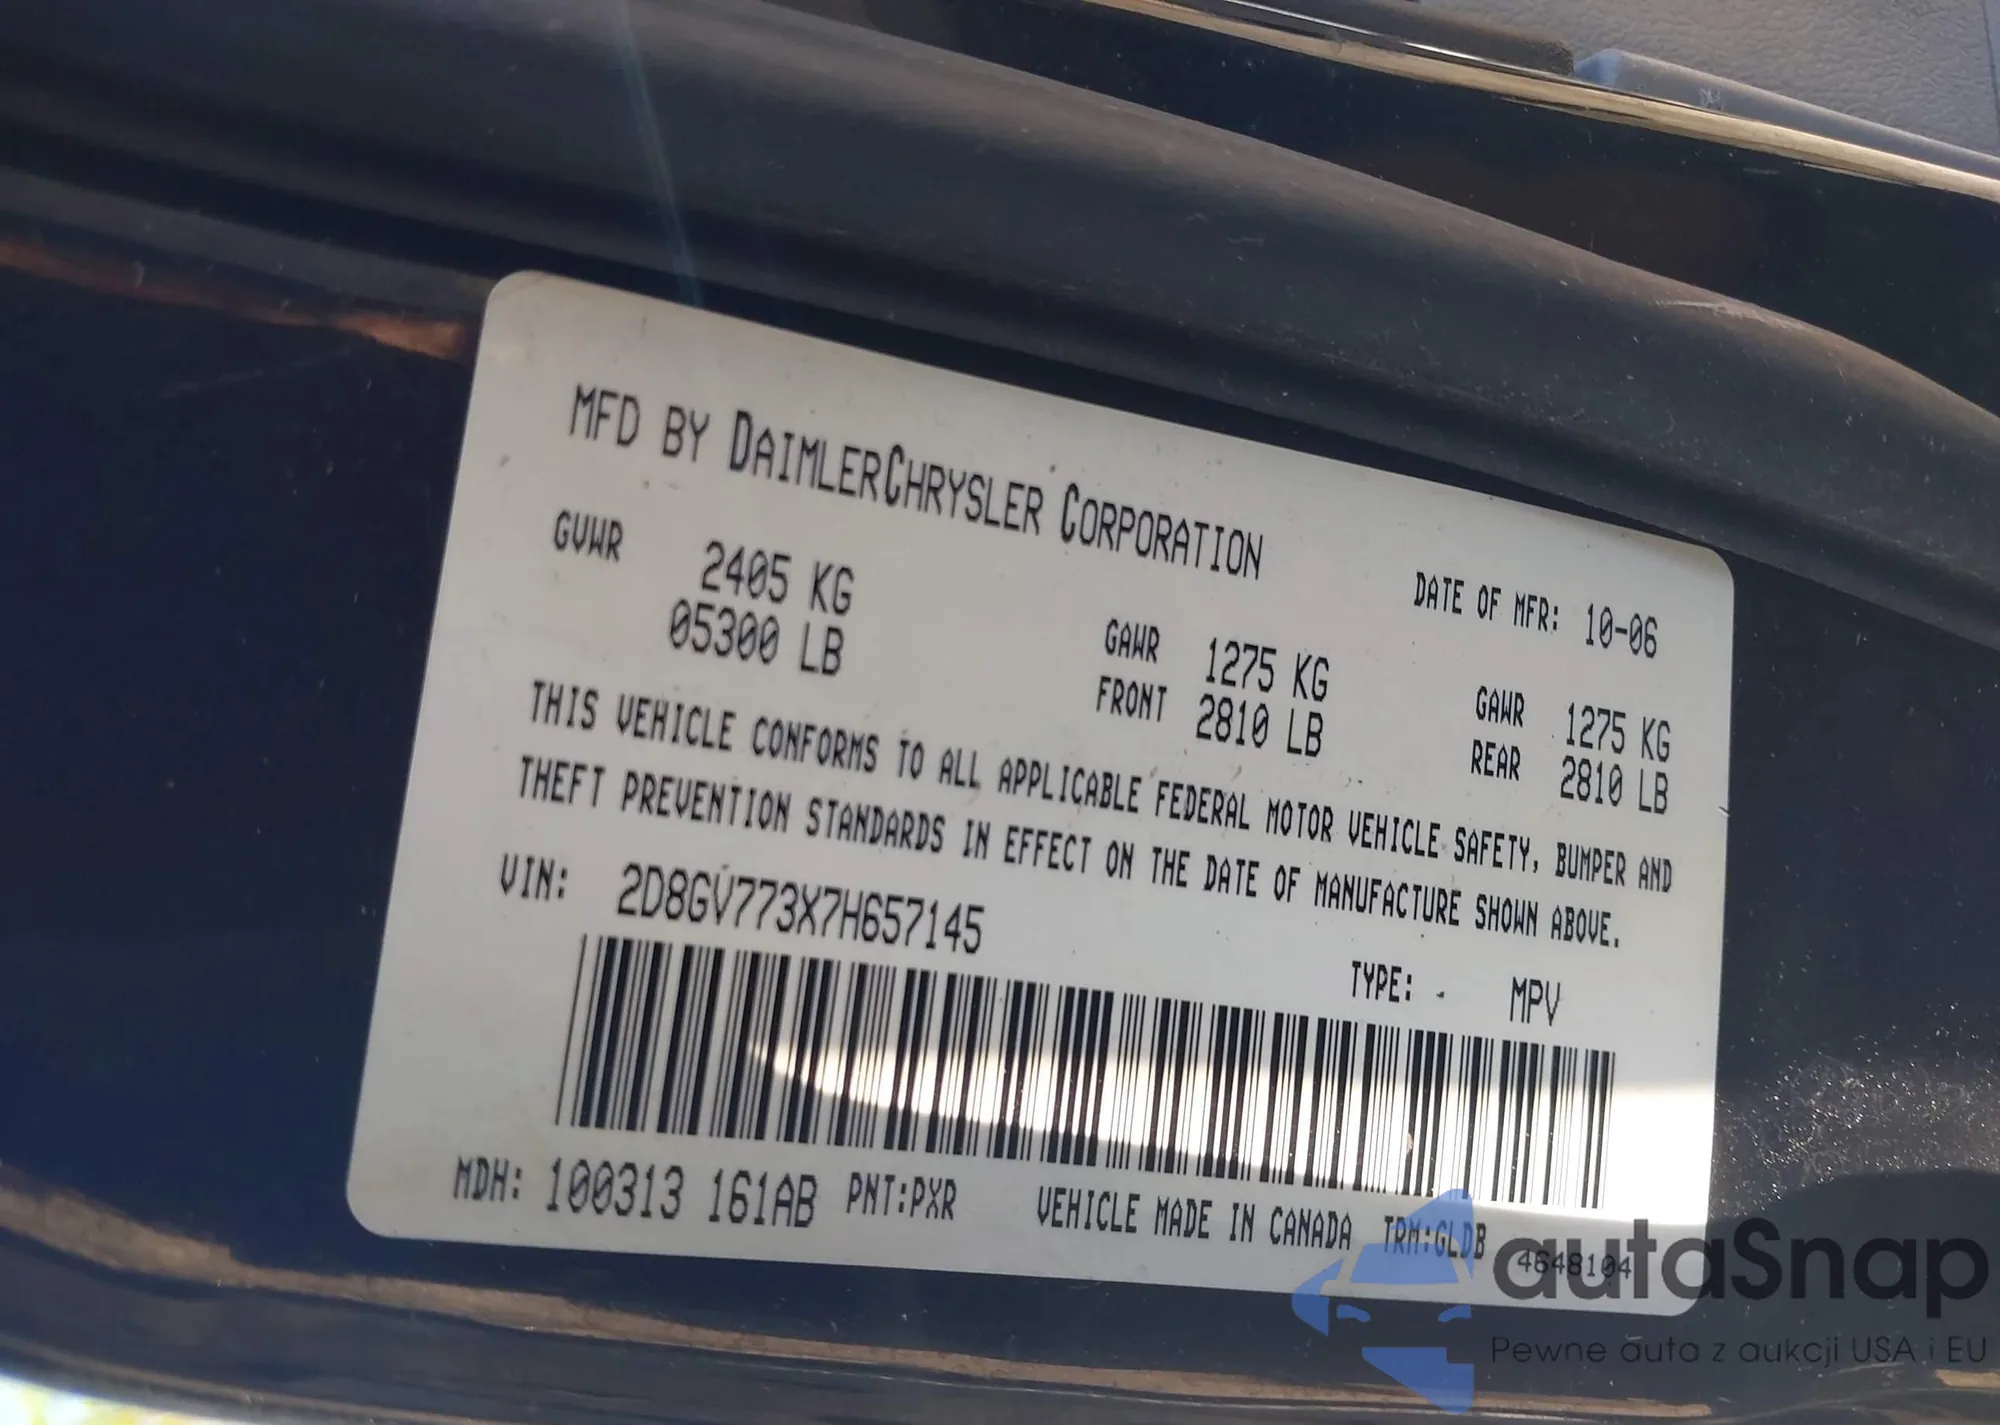 MFD BY DAIMLERCHRYSLER CORPORATION
DATE OF MFR: 10-06
GVWR 2405 KG
05300 LB
GAWR 1275 KG
FRONT 2810 LB
GAWR 1275 KG
REAR 2810 LB
THIS VEHICLE CONFORMS TO ALL APPLICABLE FEDERAL MOTOR VEHICLE SAFETY, BUMPER AND
THEFT PREVENTION STANDARDS IN EFFECT ON THE DATE OF MANUFACTURE SHOWN ABOVE.
VIN: 2D8GV773X7H657145
TYPE: MPV
MDH: 100313 161AB PNT:PXR VEHICLE MADE IN CANADA TRM:GLDB
4648104
autaSnap
Pewne auta z aukcji USA i EU